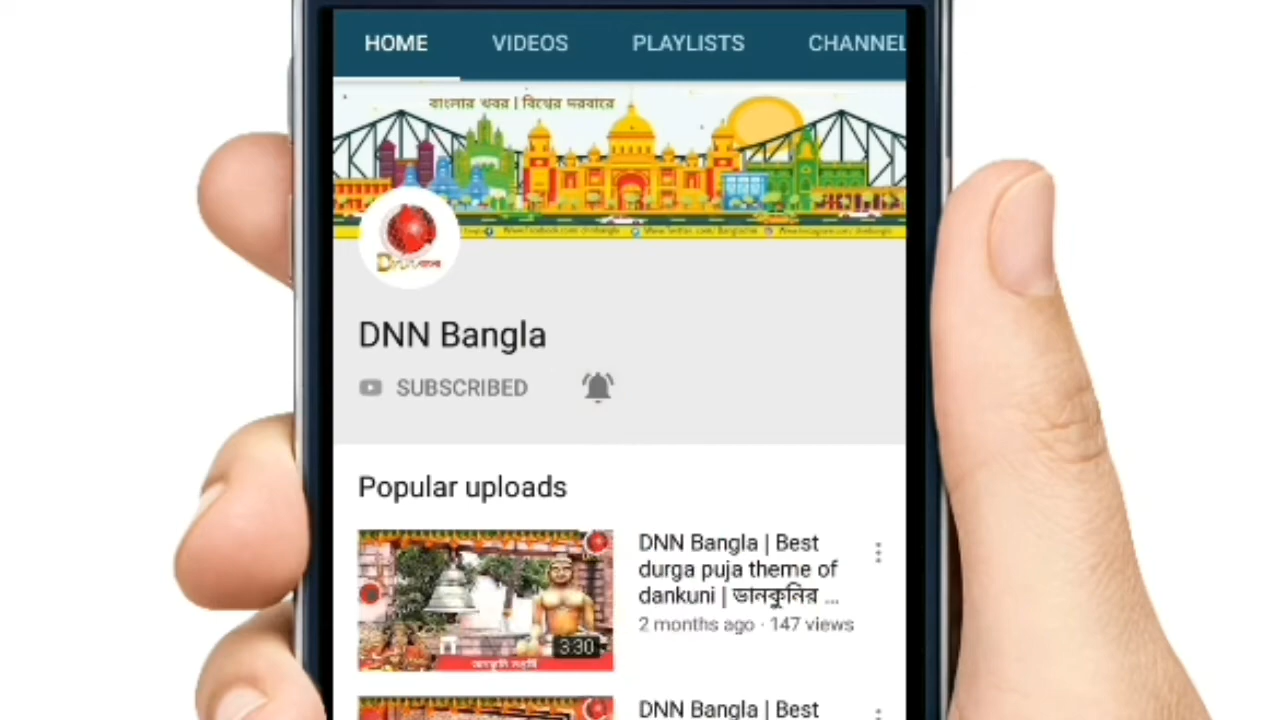 HOME VIDEOS PLAYLISTS CHANNEL
বাংলার খবর | বিশ্বের দরবারে
DNN Bangla
SUBSCRIBED
Popular uploads
DNN Bangla | Best
durga puja theme of
dankuni | ডানকুনির ...
2 months ago · 147 views
3:30
DNN Bangla | Best